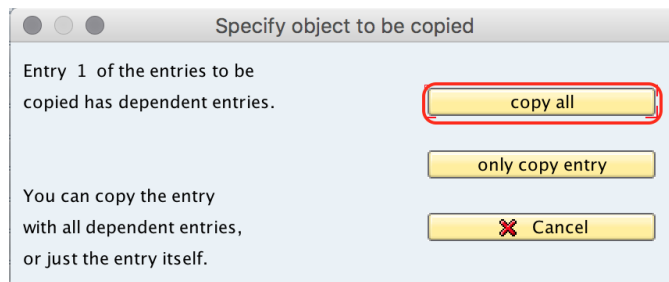 Specify object to be copied
Entry 1 of the entries to be
copied has dependent entries.
copy all
only copy entry
You can copy the entry
with all dependent entries,
Cancel
or just the entry itself.